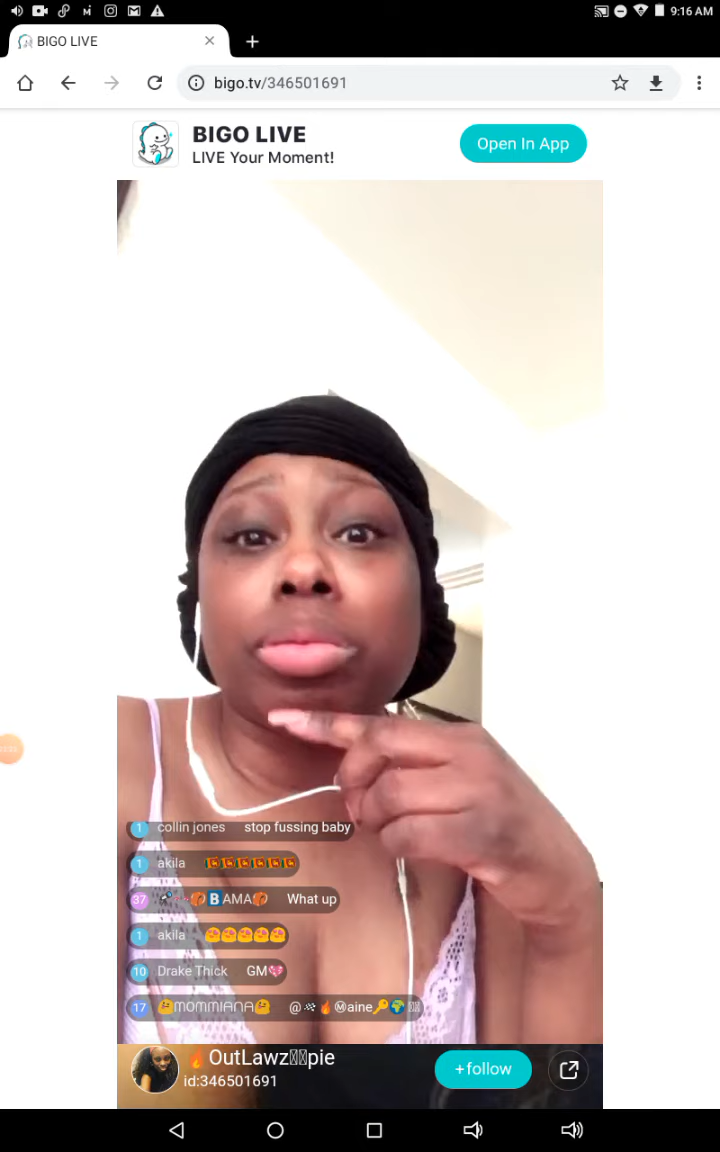 9:16 AM
BIGO LIVE
bigo.tv/346501691
BIGO LIVE
LIVE Your Moment!
Open In App
1 collin jones stop fussing baby
1 akila 🇱🇰🇱🇰🇱🇰🇱🇰🇱🇰🇱🇰
37 🅱AMA What up
1 akila 🥰🥰🥰🥰🥰
10 Drake Thick GM💖
17 🤗ᗰOᗰᗰIᗩᑎᗩ🤗 @🏁🔥Ⓜaine🔑🌍
🔥OutLawz pie
id:346501691
+follow